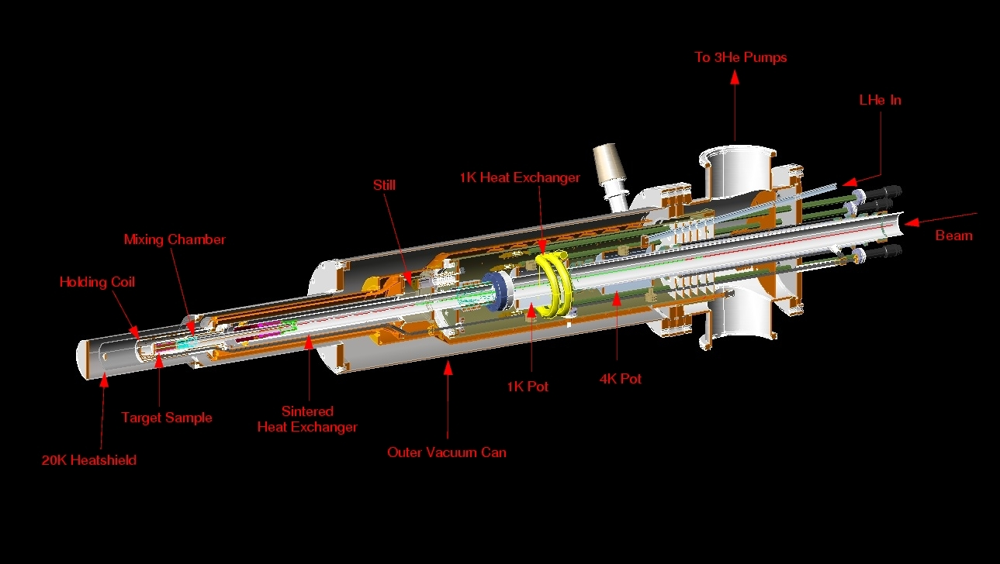 To 3He Pumps
LHe In
1K Heat Exchanger
Still
Beam
Mixing Chamber
Holding Coil
4K Pot
1K Pot
Sintered
Heat Exchanger
Target Sample
Outer Vacuum Can
20K Heatshield